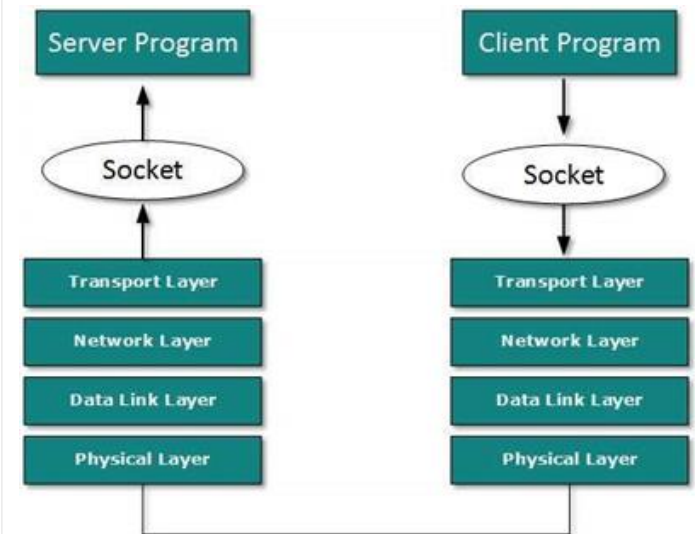 Server Program
Client Program
Socket
Socket
Transport Layer
Transport Layer
Network Layer
Network Layer
Data Link Layer
Data Link Layer
Physical Layer
Physical Layer